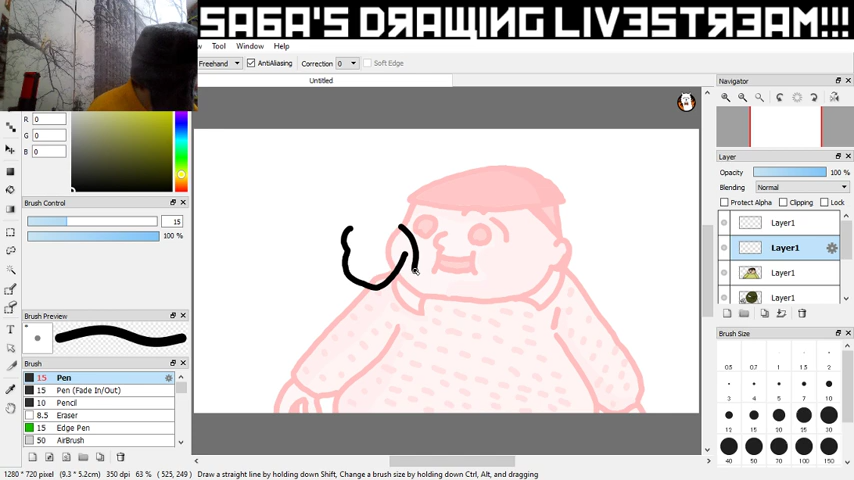 SAGA'S DЯAШIИG LIVƎSTЯEAM!!!
w Tool Window Help
Freehand AntiAliasing Correction 0 Soft Edge
Untitled
Navigator
R 0
G 0
B 0
Layer
Opacity 100 %
Blending Normal
Protect Alpha Clipping Lock
Layer1
Layer1
Layer1
Layer1
Brush Control
15
100 %
Brush Preview
Brush
15 Pen
15 Pen (Fade In/Out)
10 Pencil
8.5 Eraser
15 Edge Pen
50 AirBrush
Brush Size
0.5 0.7 1 1.5 2
3 4 5 7 10
12 15 20 25 30
40 50 70 100 150
1280 * 720 pixel (9.3 * 5.2cm) 350 dpi 63 % ( 525, 249 ) Draw a straight line by holding down Shift, Change a brush size by holding down Ctrl, Alt, and dragging